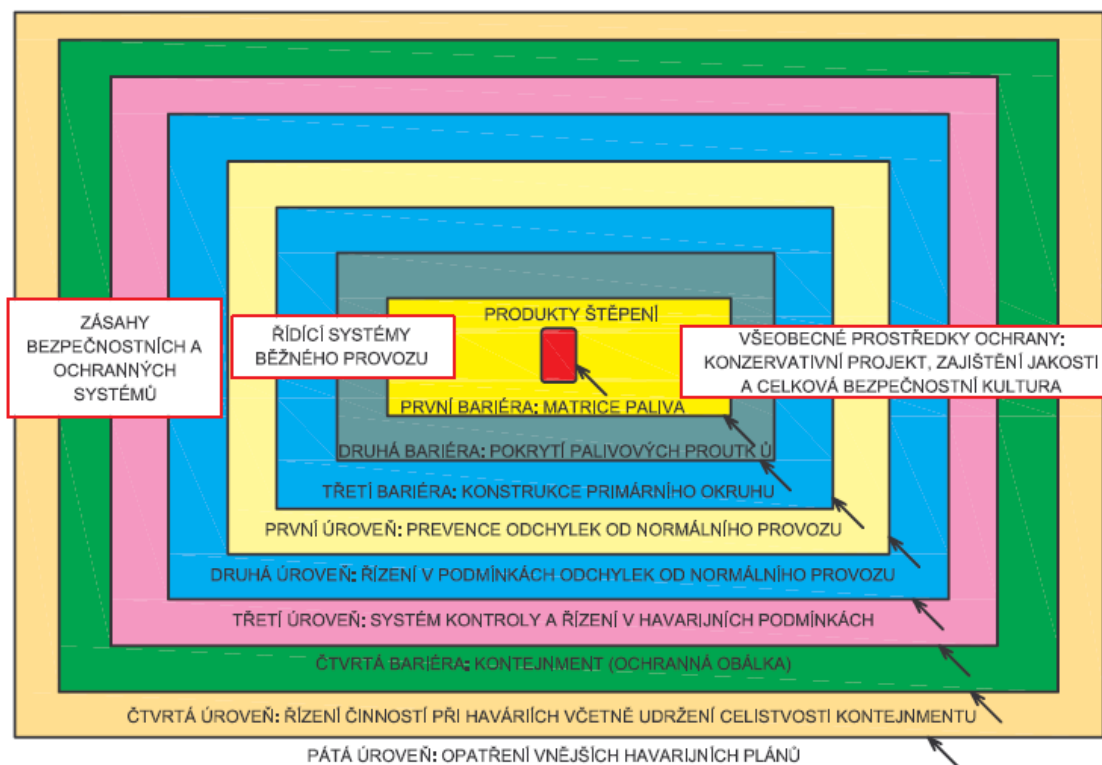 PRODUKTY ŠTĚPENÍ
ZÁSAHY
BEZPEČNOSTNÍCH A
OCHRANNÝCH
SYSTÉMŮ
ŘÍDÍCÍ SYSTÉMY
BĚŽNÉHO PROVOZU
VŠEOBECNÉ PROSTŘEDKY OCHRANY:
KONZERVATIVNÍ PROJEKT, ZAJIŠTĚNÍ JAKOSTI
A CELKOVÁ BEZPEČNOSTNÍ KULTURA
PRVNÍ BARIÉRA: MATRICE PALIVA
DRUHÁ BARIÉRA: POKRYTÍ PALIVOVÝCH PROUTK Ů
TŘETÍ BARIÉRA: KONSTRUKCE PRIMÁRNÍHO OKRUHU
PRVNÍ ÚROVEŇ: PREVENCE ODCHYLEK OD NORMÁLNÍHO PROVOZU
DRUHÁ ÚROVEŇ: ŘÍZENÍ V PODMÍNKÁCH ODCHYLEK OD NORMÁLNÍHO PROVOZU
TŘETÍ ÚROVEŇ: SYSTÉM KONTROLY A ŘÍZENÍ V HAVARIJNÍCH PODMÍNKÁCH
ČTVRTÁ BARIÉRA: KONTEJNMENT (OCHRANNÁ OBÁLKA)
ČTVRTÁ ÚROVEŇ: ŘÍZENÍ ČINNOSTÍ PŘI HAVÁRIÍCH VČETNĚ UDRŽENÍ CELISTVOSTI KONTEJNMENTU
PÁTÁ ÚROVEŇ: OPATŘENÍ VNĚJŠÍCH HAVARIJNÍCH PLÁNŮ